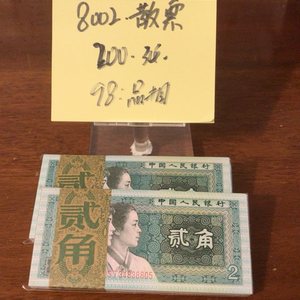 8002·散票
200·张·
98:品相
中国人民银行
贰角
中国人民银行
贰角
贰角
2